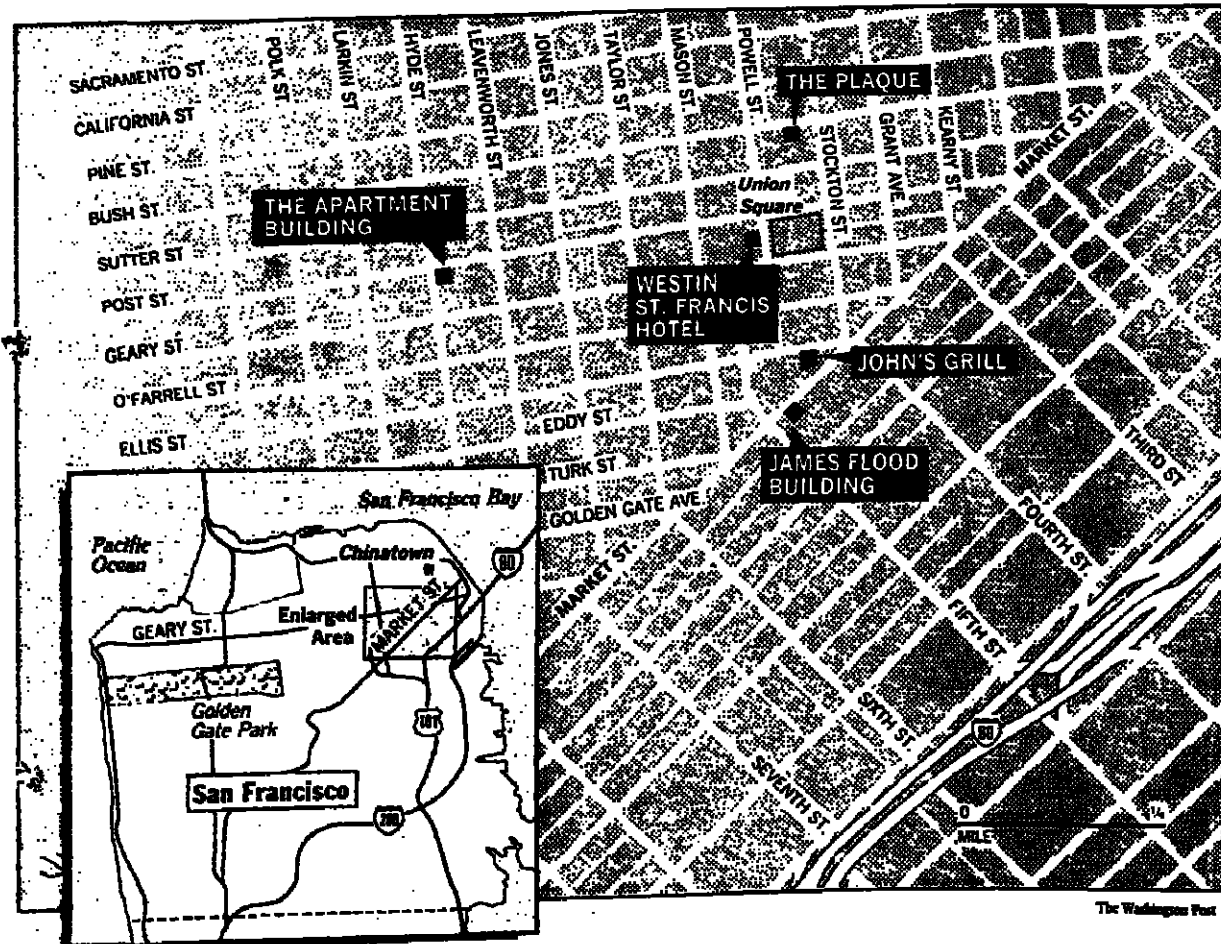 SACRAMENTO ST.
CALIFORNIA ST
PINE ST.
BUSH ST.
SUTTER ST
POST ST.
GEARY ST.
O'FARRELL ST
ELLIS ST
POLK ST.
LARKIN ST.
HYDE ST.
LEAVENWORTH ST.
JONES ST.
TAYLOR ST.
MASON ST.
POWELL ST.
THE PLAQUE
STOCKTON ST
GRANT AVE
KEARNY ST.
MARKET ST.
THE APARTMENT
BUILDING
Union
Square
WESTIN
ST. FRANCIS
HOTEL
JOHN'S GRILL
JAMES FLOOD
BUILDING
EDDY ST.
TURK ST.
GOLDEN GATE AVE
MARKET ST.
THIRD ST
FOURTH ST.
FIFTH ST.
SIXTH ST.
SEVENTH ST.
80
0 1/4
MILE
San Francisco Bay
Pacific
Ocean
Chinatown
80
Enlarged
Area
MARKET ST.
GEARY ST.
Golden
Gate Park
101
San Francisco
280
The Washington Post